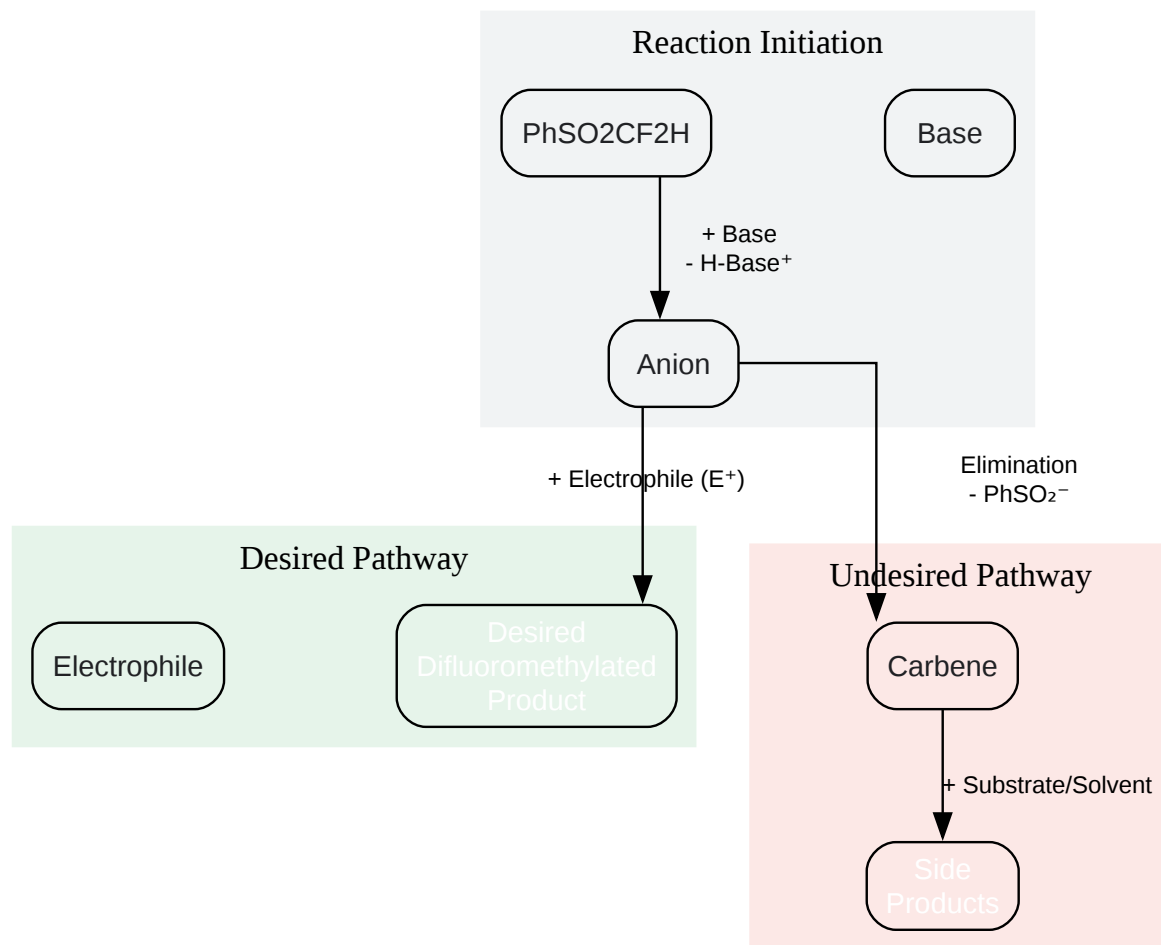 Reaction Initiation
PhSO2CF2H
Base
+ Base
- H-Base⁺
Anion
+ Electrophile (E⁺)
Elimination
- PhSO₂⁻
Desired Pathway
Electrophile
Desired
Difluoromethylated
Product
Undesired Pathway
Carbene
+ Substrate/Solvent
Side
Products